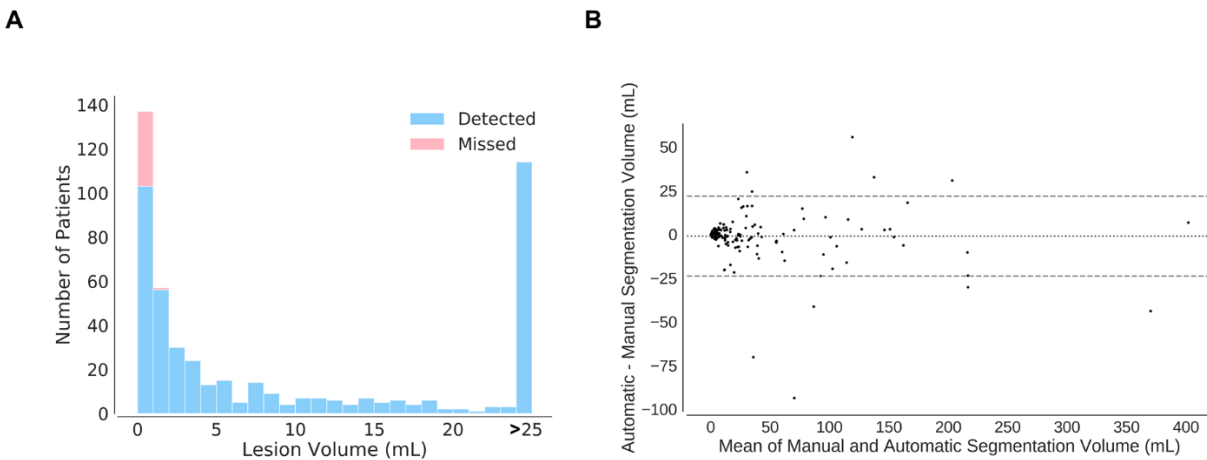 A
B
Number of Patients
140
120
100
80
60
40
20
0
Detected
Missed
0 5 10 15 20 >25
Lesion Volume (mL)
Automatic - Manual Segmentation Volume (mL)
50
25
0
−25
−50
−75
−100
0 50 100 150 200 250 300 350 400
Mean of Manual and Automatic Segmentation Volume (mL)